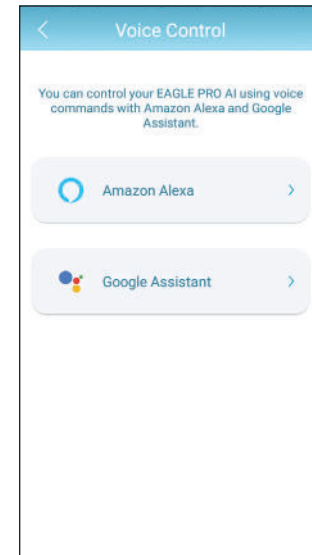 Voice Control
You can control your EAGLE PRO AI using voice
commands with Amazon Alexa and Google
Assistant.
Amazon Alexa
Google Assistant